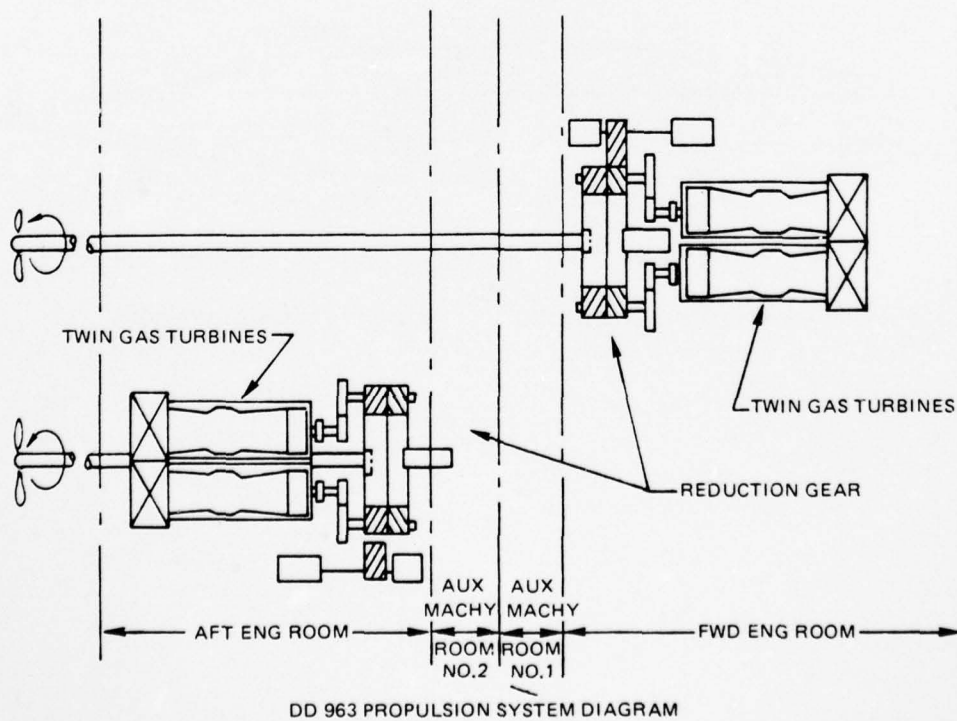 TWIN GAS TURBINES
TWIN GAS TURBINES
REDUCTION GEAR
AFT ENG ROOM
AUX
MACHY
ROOM
NO.2
AUX
MACHY
ROOM
NO.1
FWD ENG ROOM
DD 963 PROPULSION SYSTEM DIAGRAM